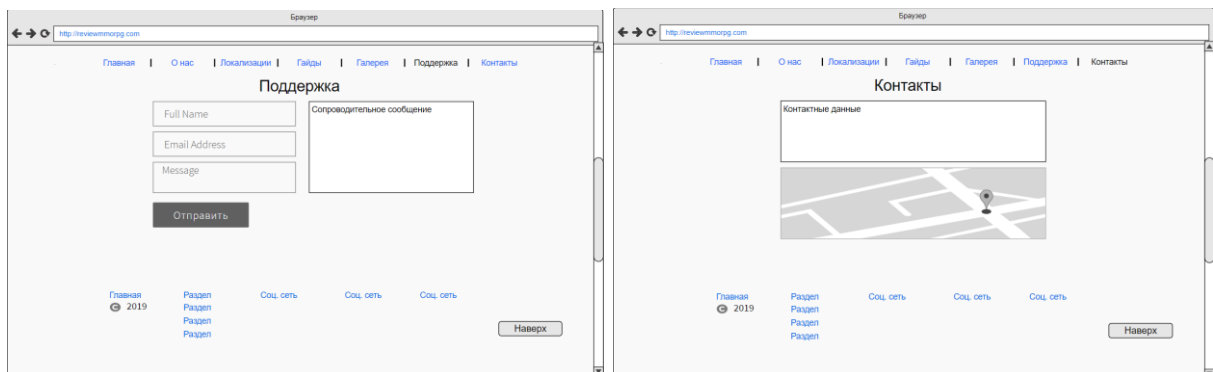 Браузер
http://reviewmmorpg.com
Главная | О нас | Локализации | Гайды | Галерея | Поддержка | Контакты
Поддержка
Full Name
Email Address
Message
Сопроводительное сообщение
Отправить
Главная Раздел Соц. сеть Соц. сеть Соц. сеть
© 2019 Раздел
Раздел
Раздел
Наверх
Браузер
http://reviewmmorpg.com
Главная | О нас | Локализации | Гайды | Галерея | Поддержка | Контакты
Контакты
Контактные данные
Главная Раздел Соц. сеть Соц. сеть Соц. сеть
© 2019 Раздел
Раздел
Раздел
Наверх